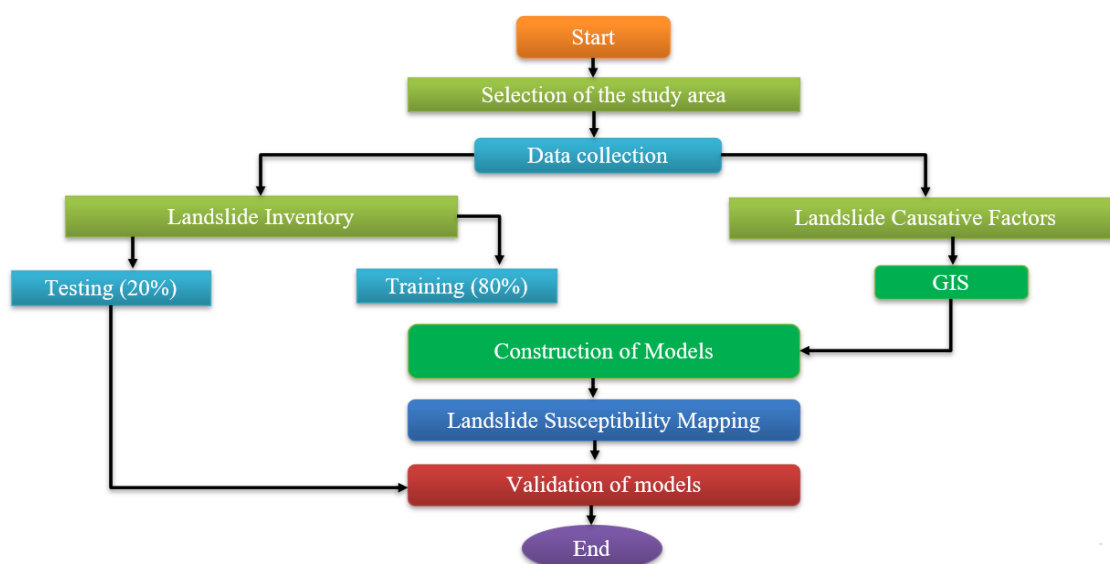 Start
Selection of the study area
Data collection
Landslide Inventory
Landslide Causative Factors
Testing (20%)
Training (80%)
GIS
Construction of Models
Landslide Susceptibility Mapping
Validation of models
End